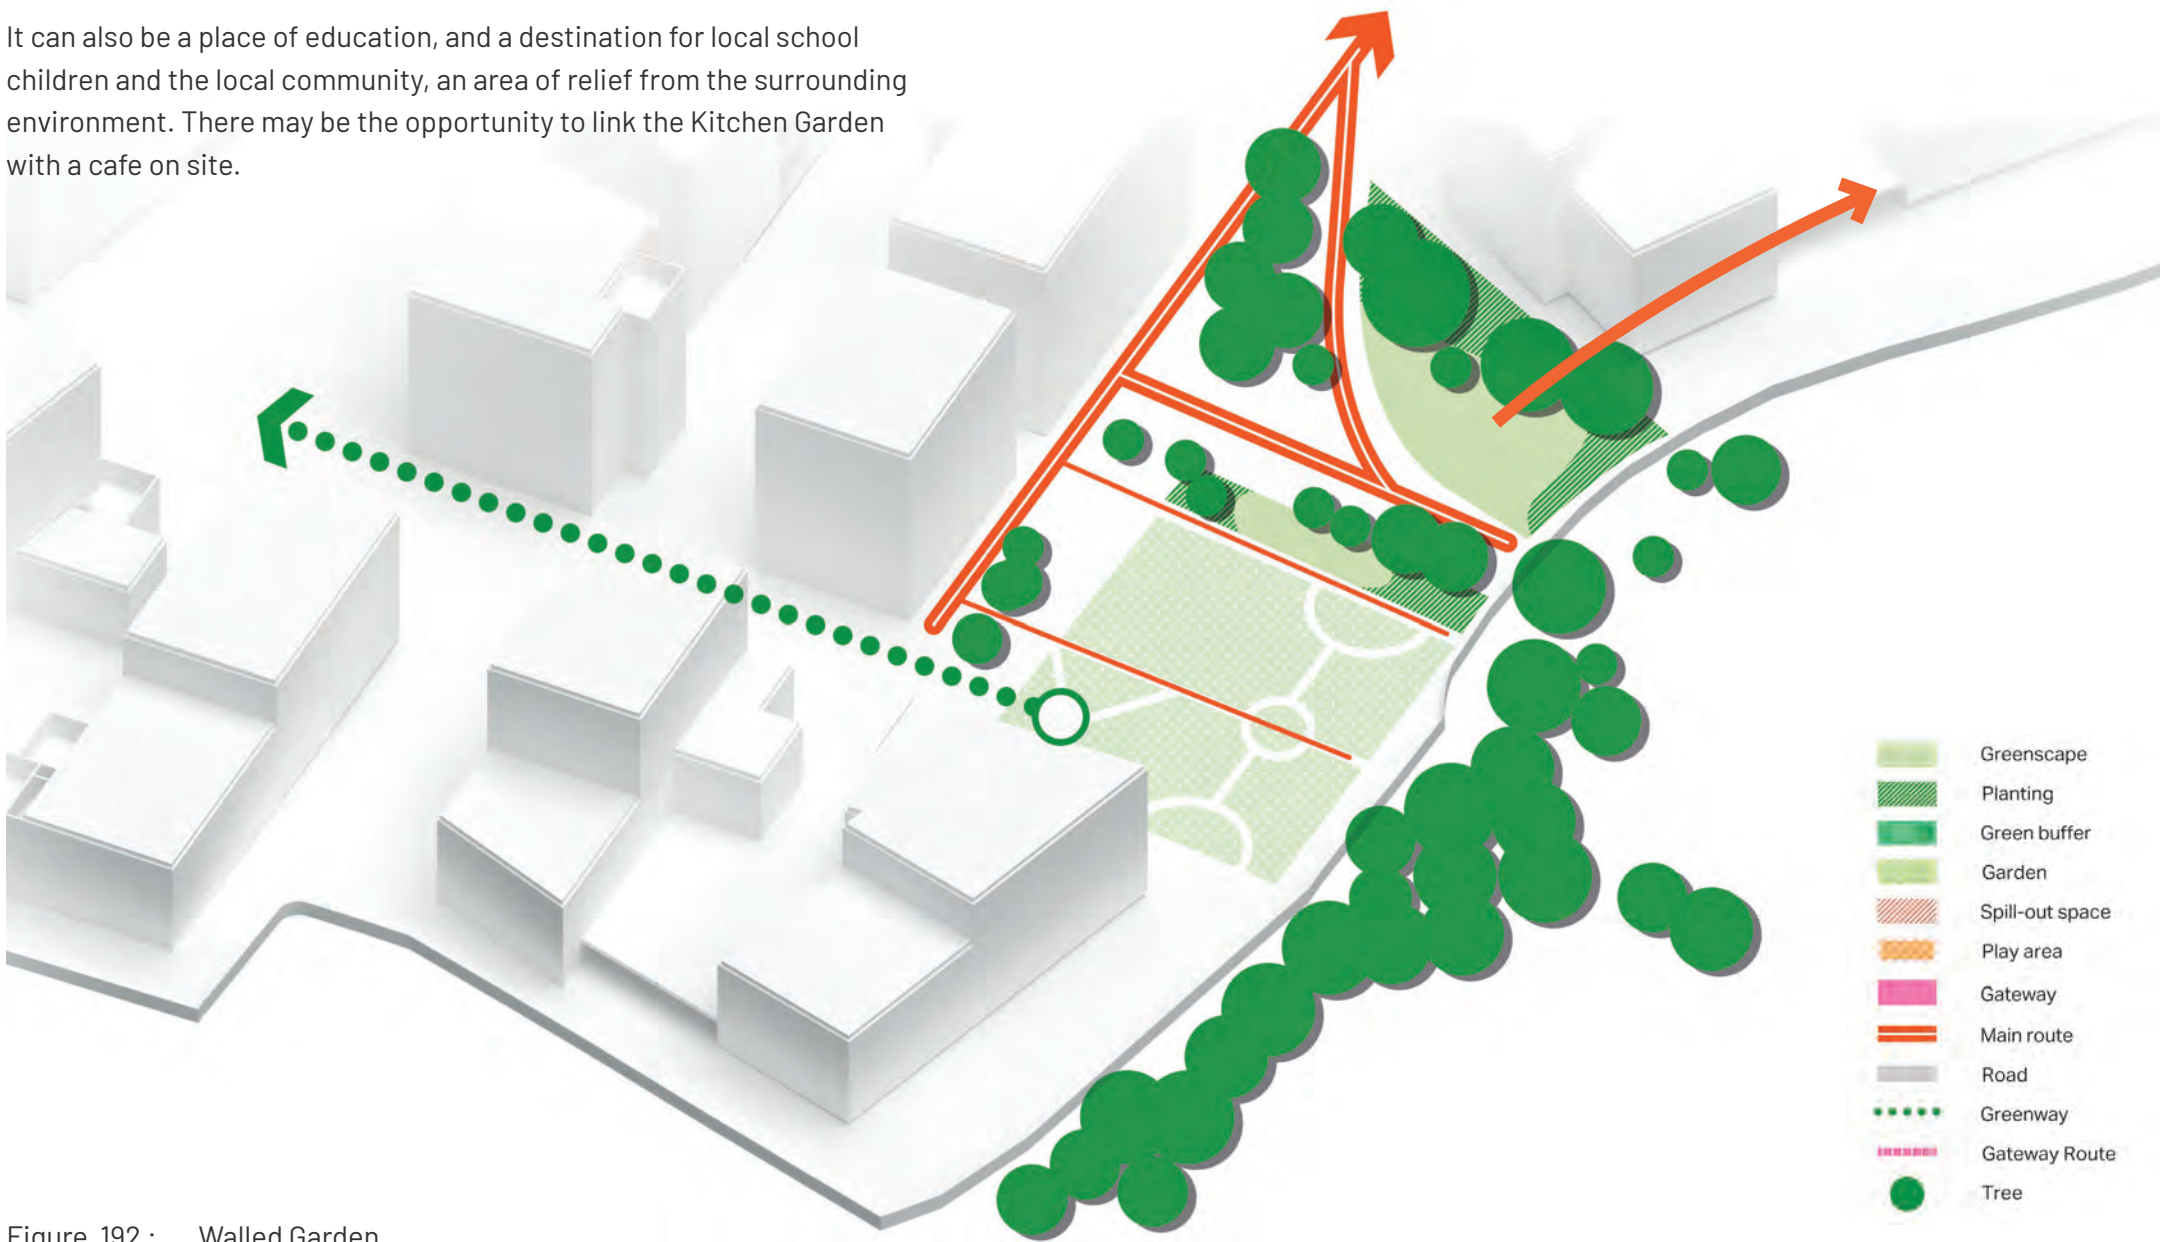 It can also be a place of education, and a destination for local school
children and the local community, an area of relief from the surrounding
environment. There may be the opportunity to link the Kitchen Garden
with a cafe on site.
Greenscape
Planting
Green buffer
Garden
Spill-out space
Play area
Gateway
Main route
Road
Greenway
Gateway Route
Tree
Figure 192 : Walled Garden